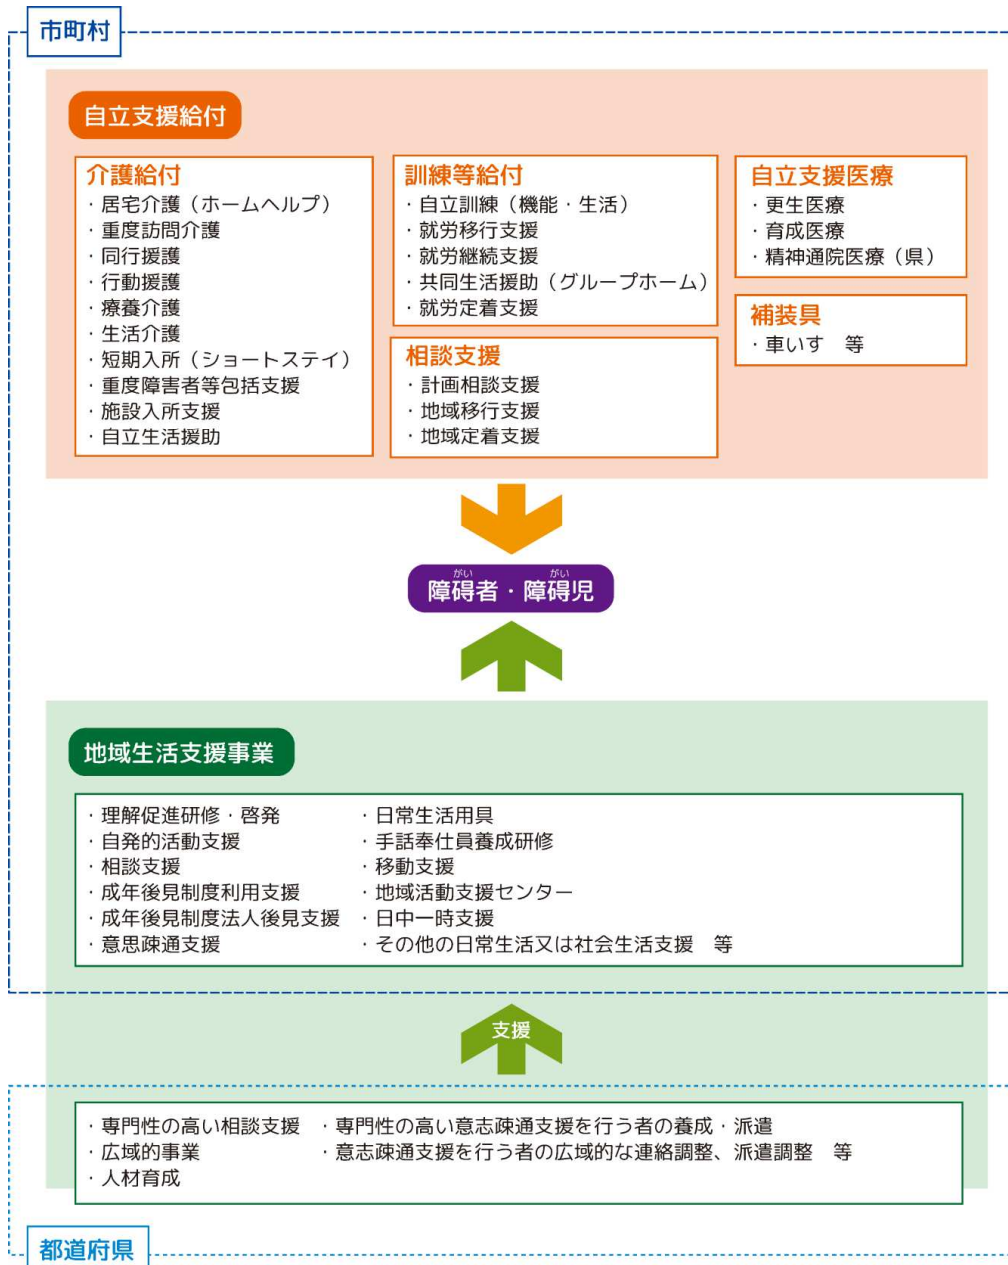 市町村
自立支援給付
介護給付
・居宅介護（ホームヘルプ）
・重度訪問介護
・同行援護
・行動援護
・療養介護
・生活介護
・短期入所（ショートステイ）
・重度障害者等包括支援
・施設入所支援
・自立生活援助
訓練等給付
・自立訓練（機能・生活）
・就労移行支援
・就労継続支援
・共同生活援助（グループホーム）
・就労定着支援
相談支援
・計画相談支援
・地域移行支援
・地域定着支援
自立支援医療
・更生医療
・育成医療
・精神通院医療（県）
補装具
・車いす　等
がい　がい
障碍者・障碍児
地域生活支援事業
・理解促進研修・啓発
・自発的活動支援
・相談支援
・成年後見制度利用支援
・成年後見制度法人後見支援
・意思疎通支援
・日常生活用具
・手話奉仕員養成研修
・移動支援
・地域活動支援センター
・日中一時支援
・その他の日常生活又は社会生活支援　等
支援
・専門性の高い相談支援
・広域的事業
・人材育成
・専門性の高い意志疎通支援を行う者の養成・派遣
・意志疎通支援を行う者の広域的な連絡調整、派遣調整　等
都道府県